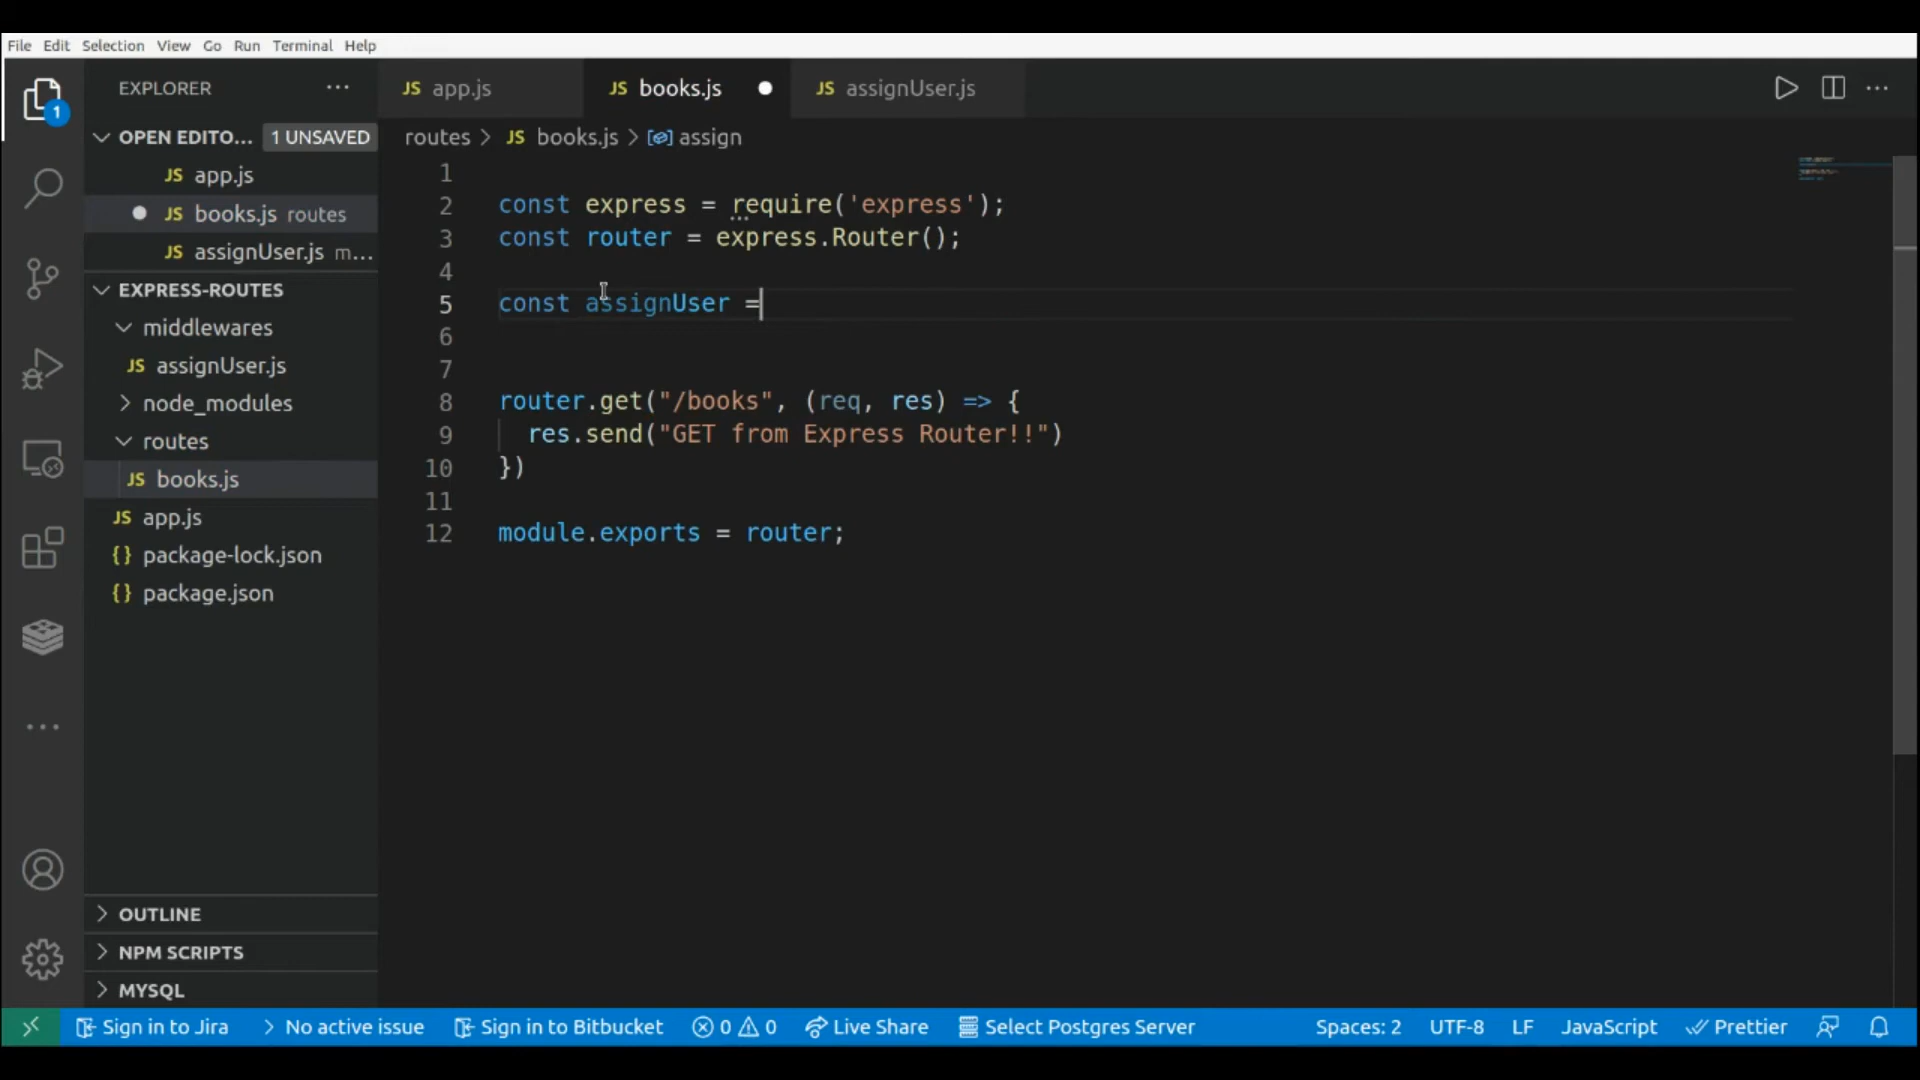 File Edit Selection View Go Run Terminal Help
EXPLORER
JS app.js
JS books.js
JS assignUser.js
OPEN EDITO... 1 UNSAVED
JS app.js
JS books.js routes
JS assignUser.js m...
EXPRESS-ROUTES
middlewares
JS assignUser.js
node_modules
routes
JS books.js
JS app.js
{} package-lock.json
{} package.json
OUTLINE
NPM SCRIPTS
MYSQL
1
routes > JS books.js > assign
1
2 const express = require('express');
3 const router = express.Router();
4
5 const assignUser =
6
7
8 router.get("/books", (req, res) => {
9 res.send("GET from Express Router!!")
10 })
11
12 module.exports = router;
Sign in to Jira > No active issue Sign in to Bitbucket 0 0 Live Share Select Postgres Server Spaces: 2 UTF-8 LF JavaScript Prettier